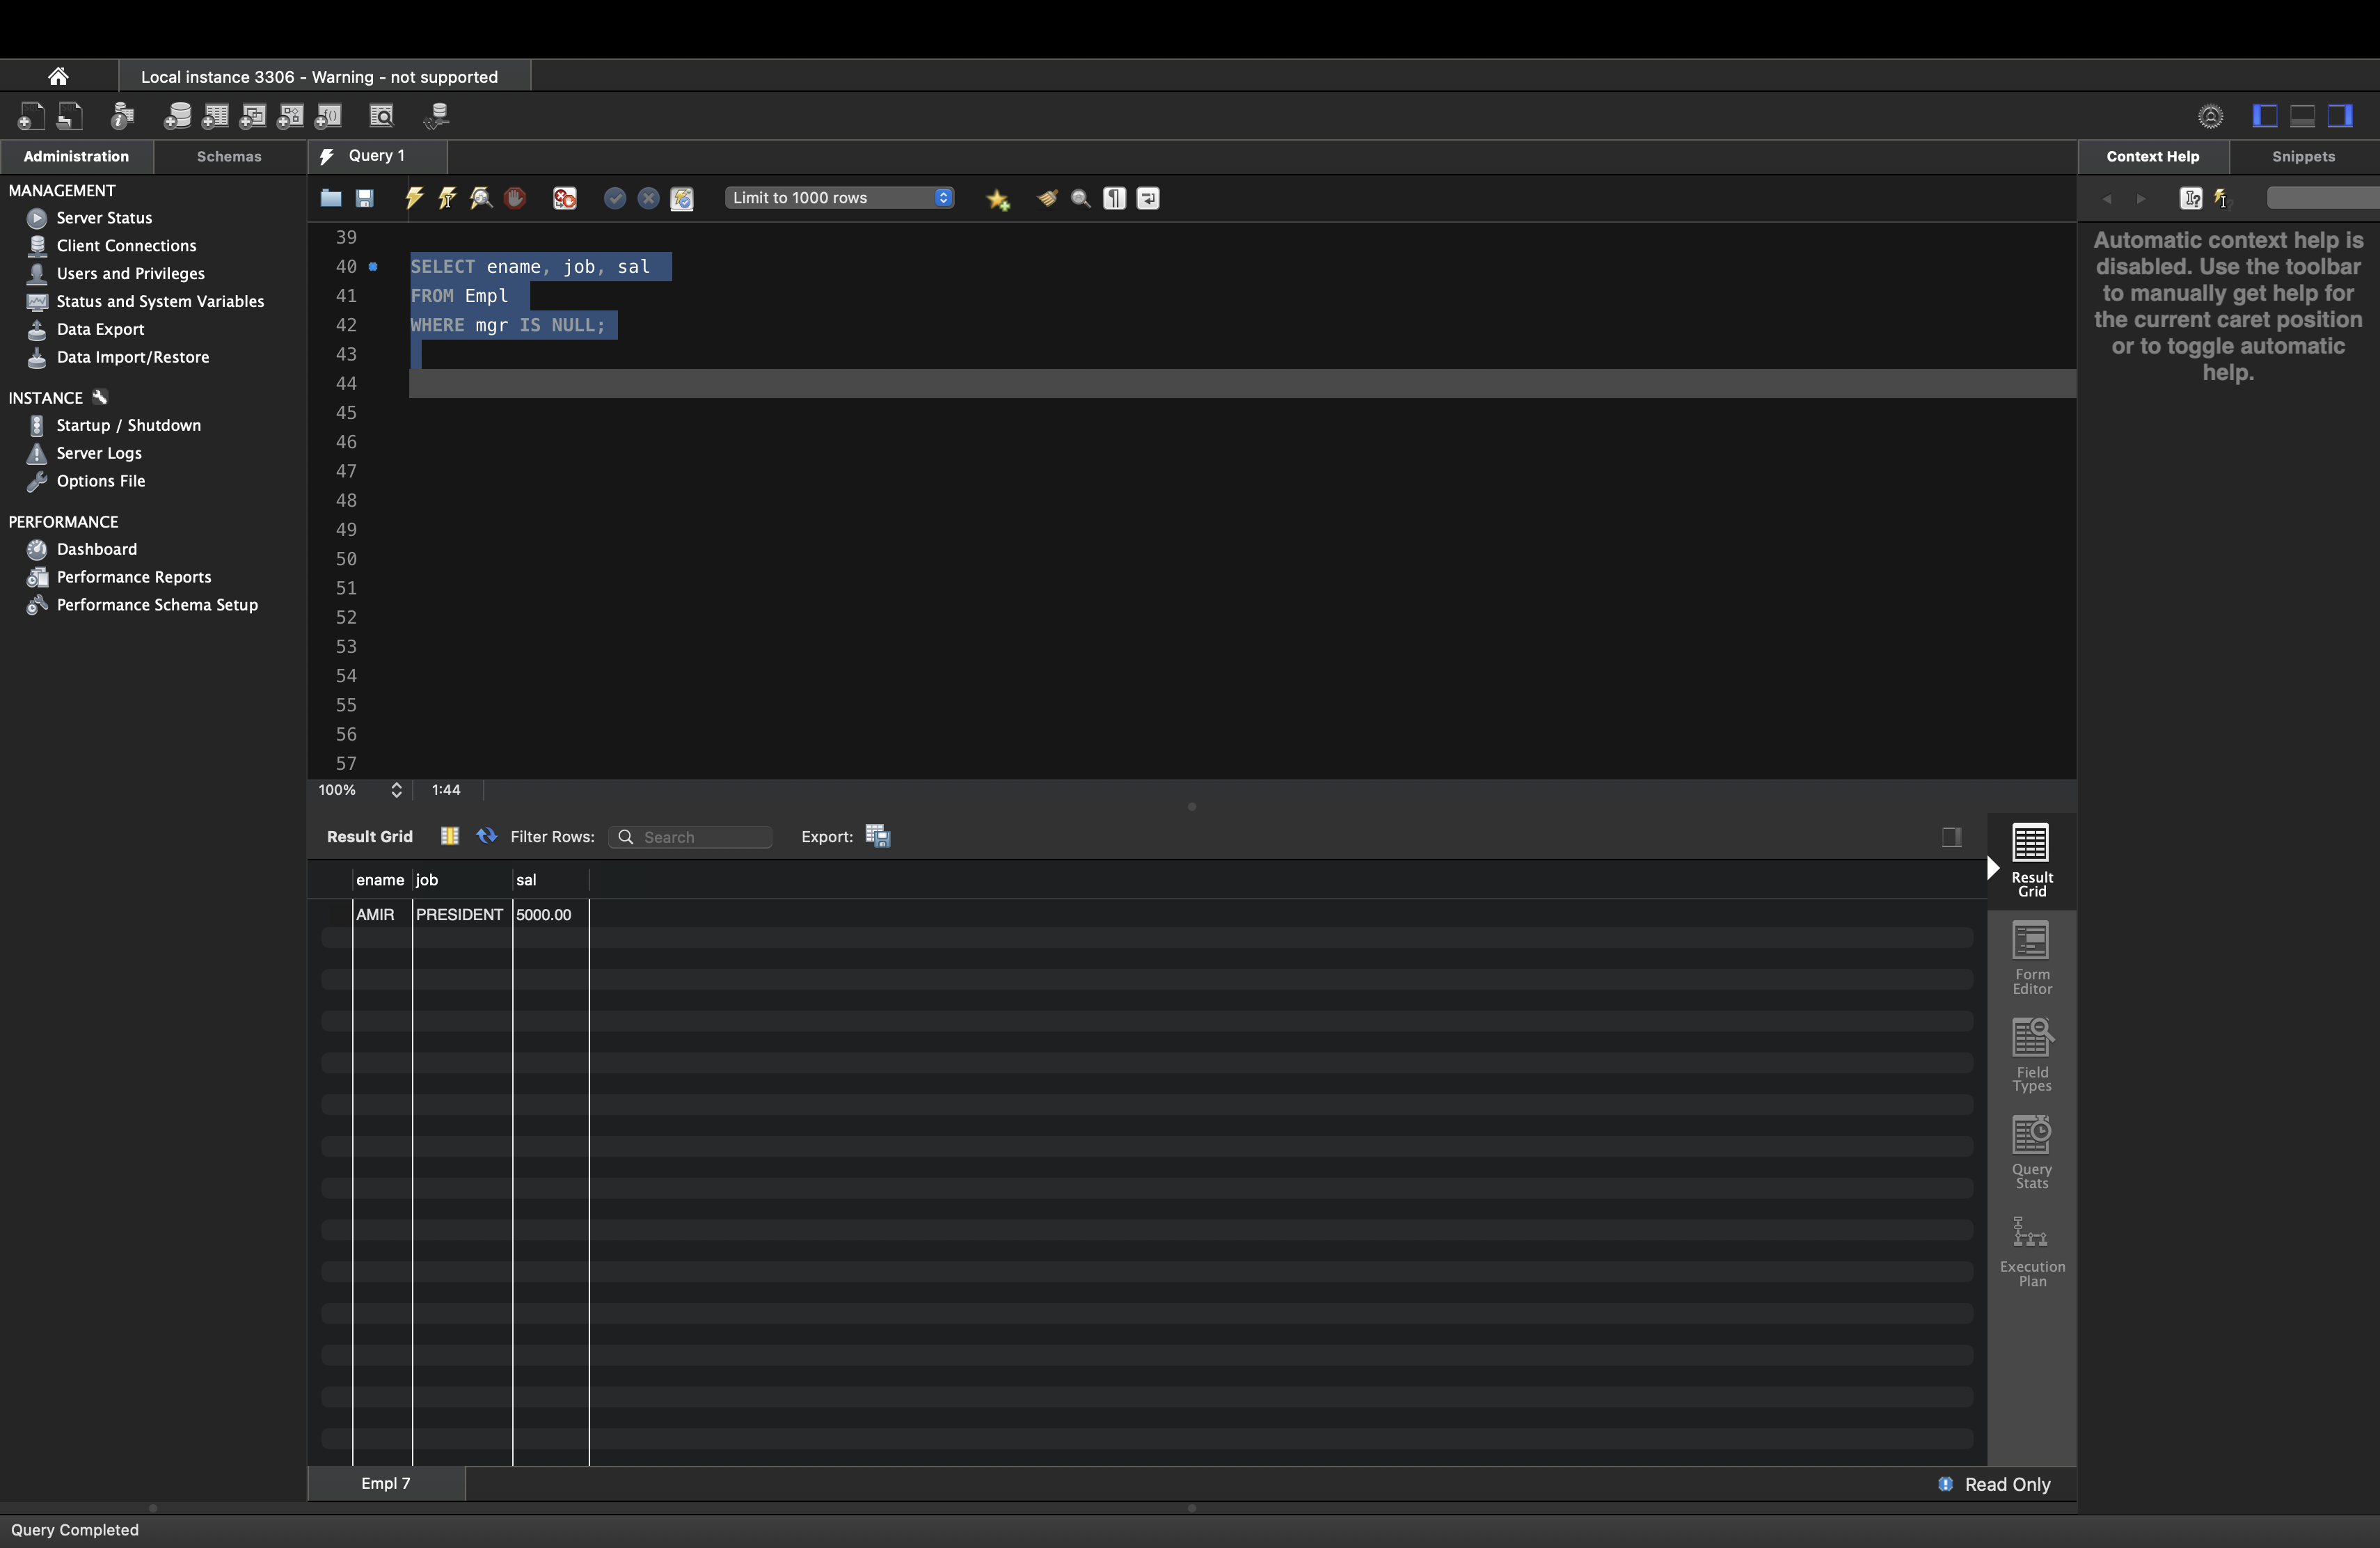 Local instance 3306 - Warning - not supported
Administration
Schemas
Query 1
Context Help
Snippets
MANAGEMENT
Server Status
Client Connections
Users and Privileges
Status and System Variables
Data Export
Data Import/Restore
INSTANCE
Startup / Shutdown
Server Logs
Options File
PERFORMANCE
Dashboard
Performance Reports
Performance Schema Setup
Limit to 1000 rows
39
40 SELECT ename, job, sal
41 FROM Empl
42 WHERE mgr IS NULL;
43
44
45
46
47
48
49
50
51
52
53
54
55
56
57
100% 1:44
Automatic context help is
disabled. Use the toolbar
to manually get help for
the current caret position
or to toggle automatic
help.
Result Grid Filter Rows: Search Export:
ename job sal
AMIR PRESIDENT 5000.00
Result
Grid
Form
Editor
Field
Types
Query
Stats
Execution
Plan
Empl 7
Read Only
Query Completed